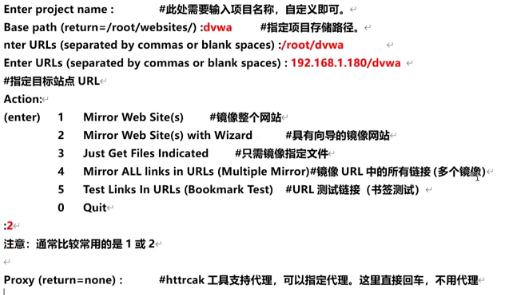 Enter project name :            #此处需要输入项目名称，自定义即可。
Base path (return=/root/websites/) :dvwa      #指定项目存储路径。
nter URLs (separated by commas or blank spaces) :/root/dvwa
Enter URLs (separated by commas or blank spaces) : 192.168.1.180/dvwa
#指定目标站点 URL
Action:
(enter)   1   Mirror Web Site(s)      #镜像整个网站
2   Mirror Web Site(s) with Wizard      #具有向导的镜像网站
3   Just Get Files Indicated      #只需镜像指定文件
4   Mirror ALL links in URLs (Multiple Mirror)#镜像 URL 中的所有链接 (多个镜像)
5   Test Links In URLs (Bookmark Test)   #URL 测试链接（书签测试）
0   Quit
:2
注意：通常比较常用的是 1 或 2
Proxy (return=none) :      #httrcak 工具支持代理，可以指定代理。这里直接回车，不用代理